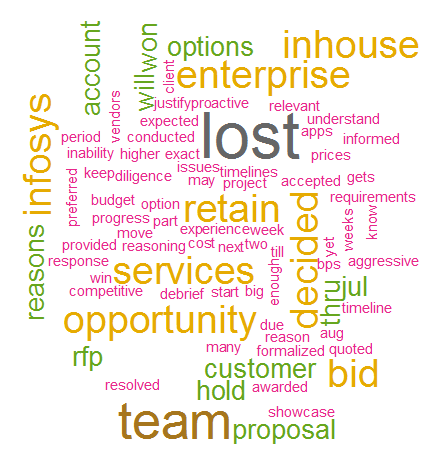 account
options
inhouse
willwon
client
enterprise
infosys
vendors
justify
proactive
relevant
expected
lost
understand
apps
period
conducted
informed
inability
higher
exact
prices
issues
timelines
keep
diligence
may
project
accepted
gets
preferred
budget
option
retain
decided
requirements
progress
part
experience
week
weeks
know
move
provided
reasoning
cost
next
two
till
yet
reasons
response
services
enough
bps
aggressive
win
competitive
debrief
start
big
thru
jul
timeline
opportunity
due
reason
aug
many
formalized
quoted
rfp
customer
bid
resolved
hold
awarded
showcase
team
proposal